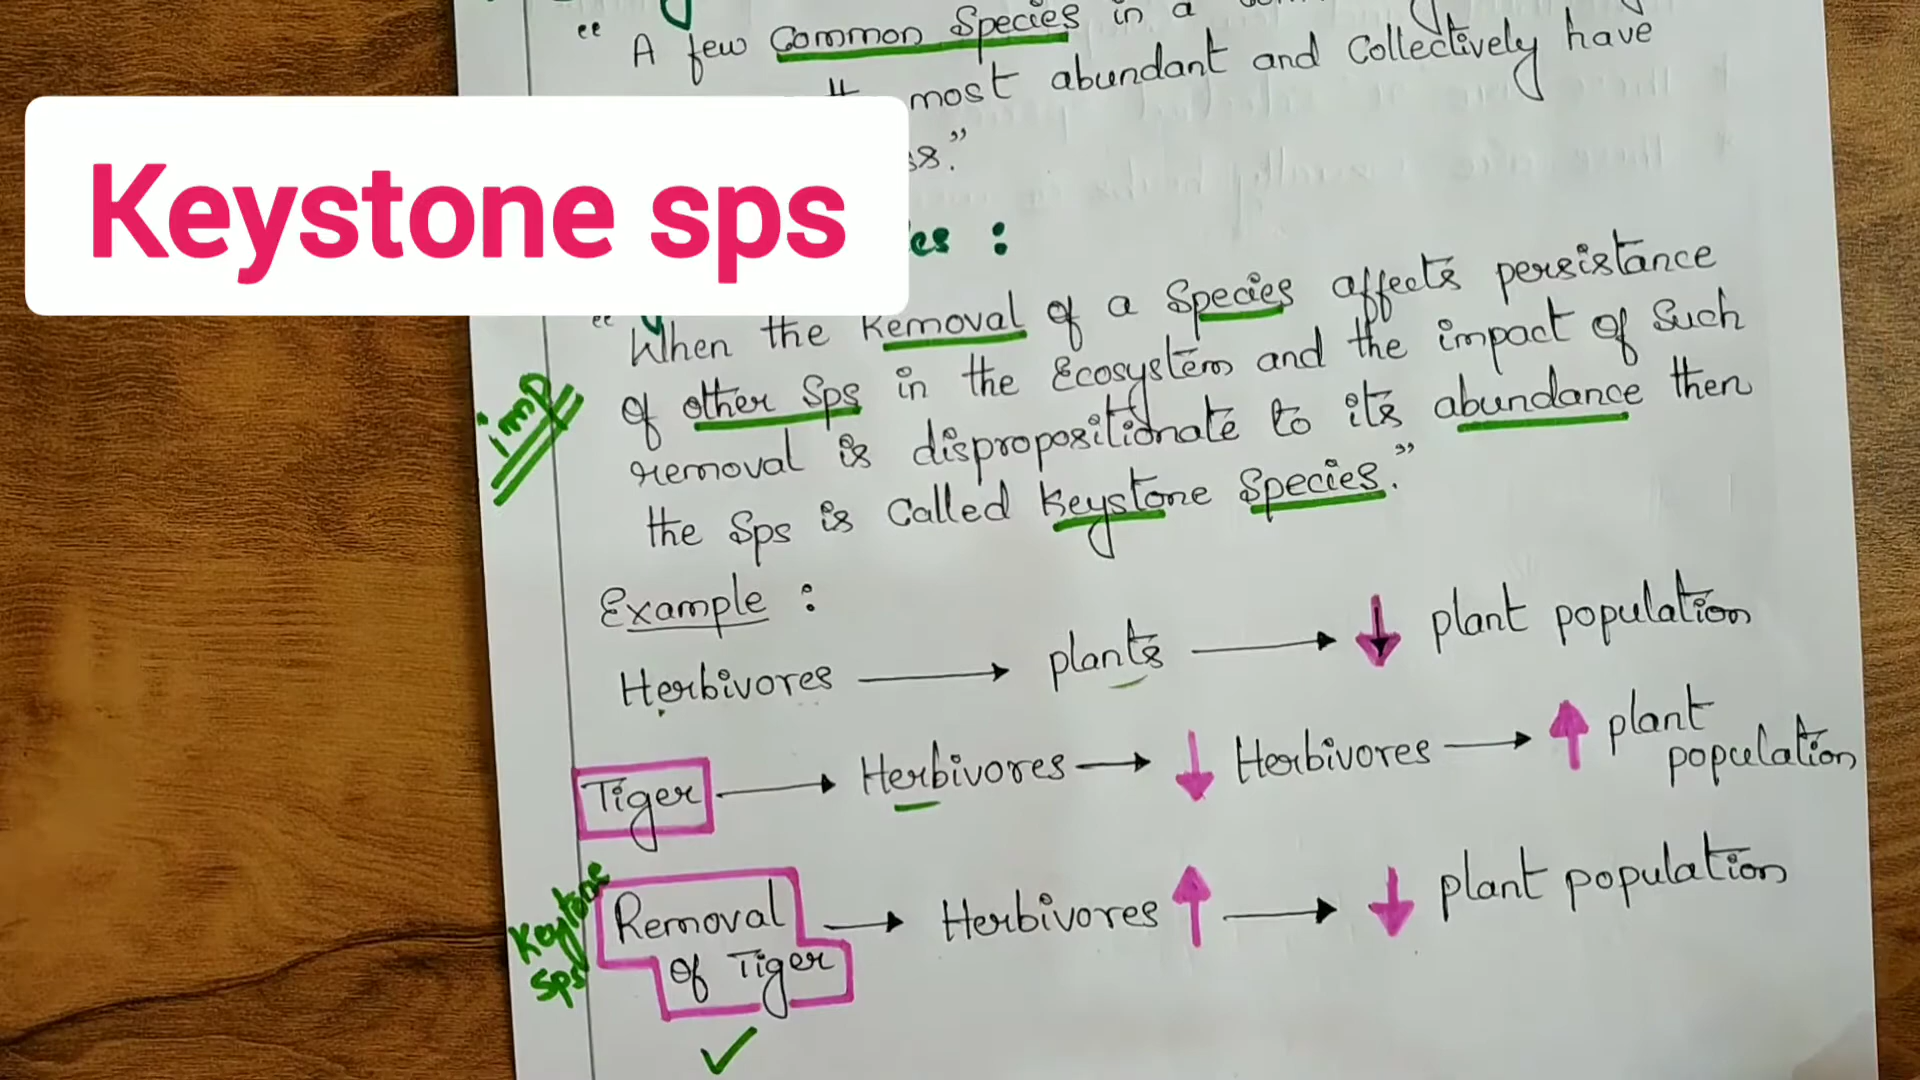 “ A few Common Species in a
most abundant and Collectively have
ss.”
Keystone sps
ies :
“ When the Removal of a Species affects persistance
of other Sps in the Ecosystem and the impact of Such
imp
removal is dispropositionate to its abundance then
the Sps is Called Keystone Species.”
Example :
Herbivores → plants → ↓ plant population
Tiger → Herbivores → ↓ Herbivores → ↑ plant population
Keystone Sps
Removal of Tiger → Herbivores ↑ → ↓ plant population